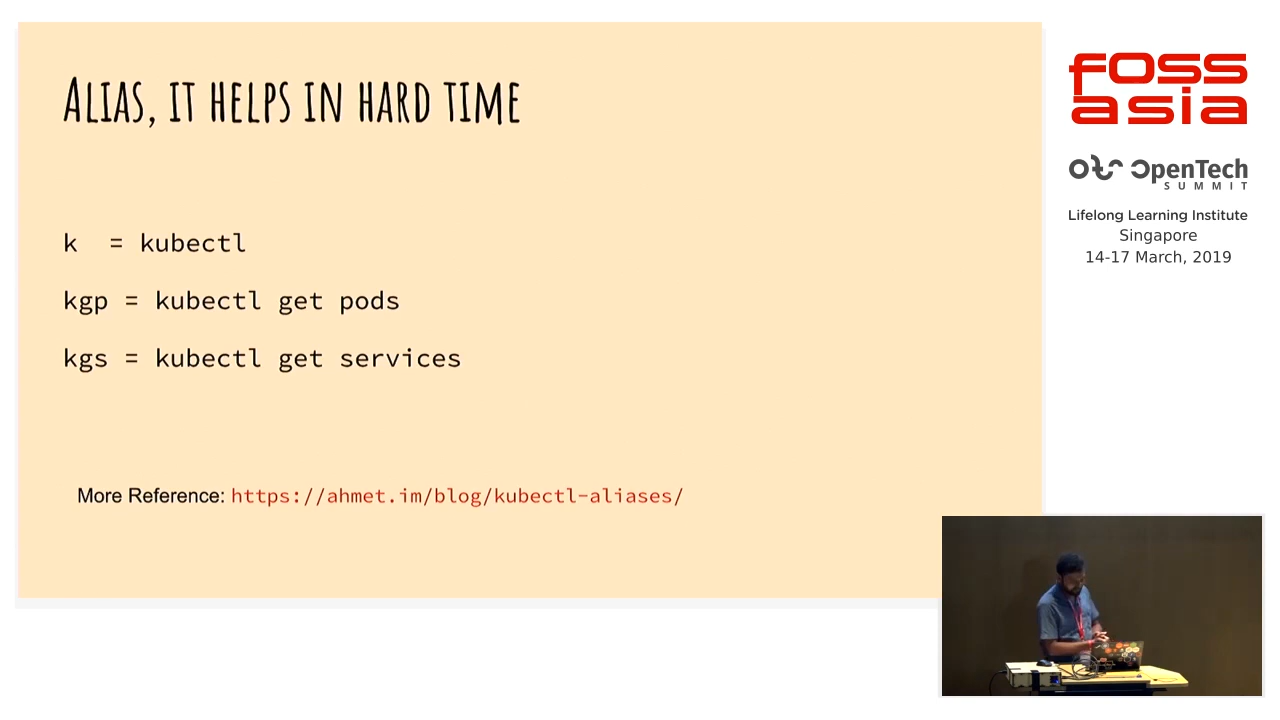 ALIAS, IT HELPS IN HARD TIME
k = kubectl
kgp = kubectl get pods
kgs = kubectl get services
More Reference: https://ahmet.im/blog/kubectl-aliases/
fOSS
asia
OpenTech
SUMMIT
Lifelong Learning Institute
Singapore
14-17 March, 2019